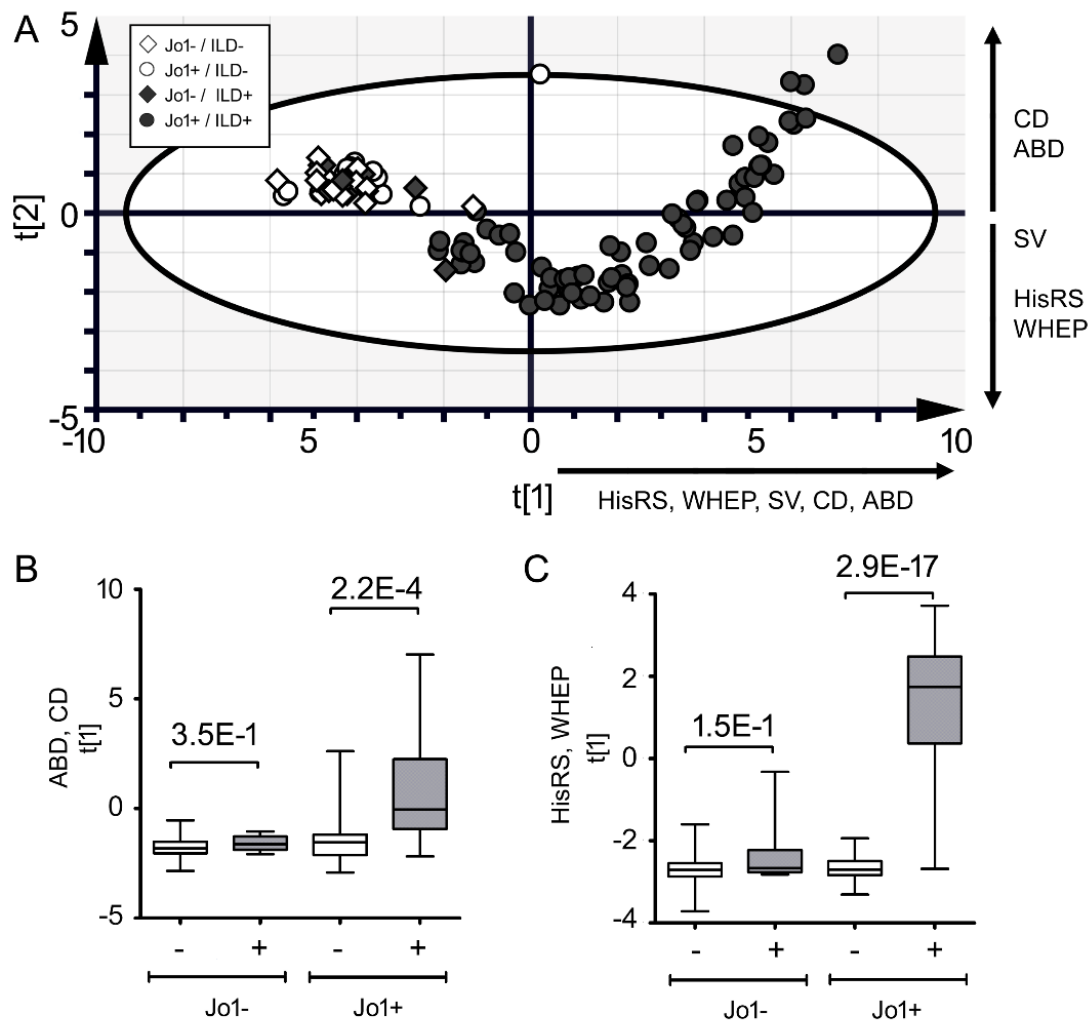 A
5
Jo1- / ILD-
Jo1+ / ILD-
Jo1- / ILD+
Jo1+ / ILD+
CD
ABD
t[2]
0
SV
HisRS
WHEP
-5
-10
5
0
5
10
t[1]
HisRS, WHEP, SV, CD, ABD
B
ABD, CD
t[1]
10
5
0
-5
3.5E-1
2.2E-4
-
+
-
+
Jo1-
Jo1+
C
HisRS, WHEP
t[1]
4
2
0
-2
-4
1.5E-1
2.9E-17
-
+
-
+
Jo1-
Jo1+